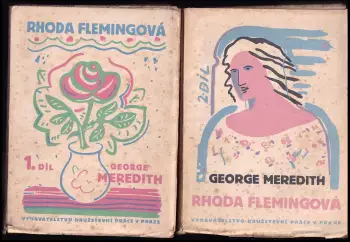 RHODA FLEMINGOVÁ
1. DÍL
GEORGE
MEREDITH
VYDAVATELSTVO DRUŽSTEVNÍ PRÁCE V PRAZE
2. DÍL
GEORGE MEREDITH
RHODA FLEMINGOVÁ
VYDAVATELSTVO DRUŽSTEVNÍ PRÁCE V PRAZE